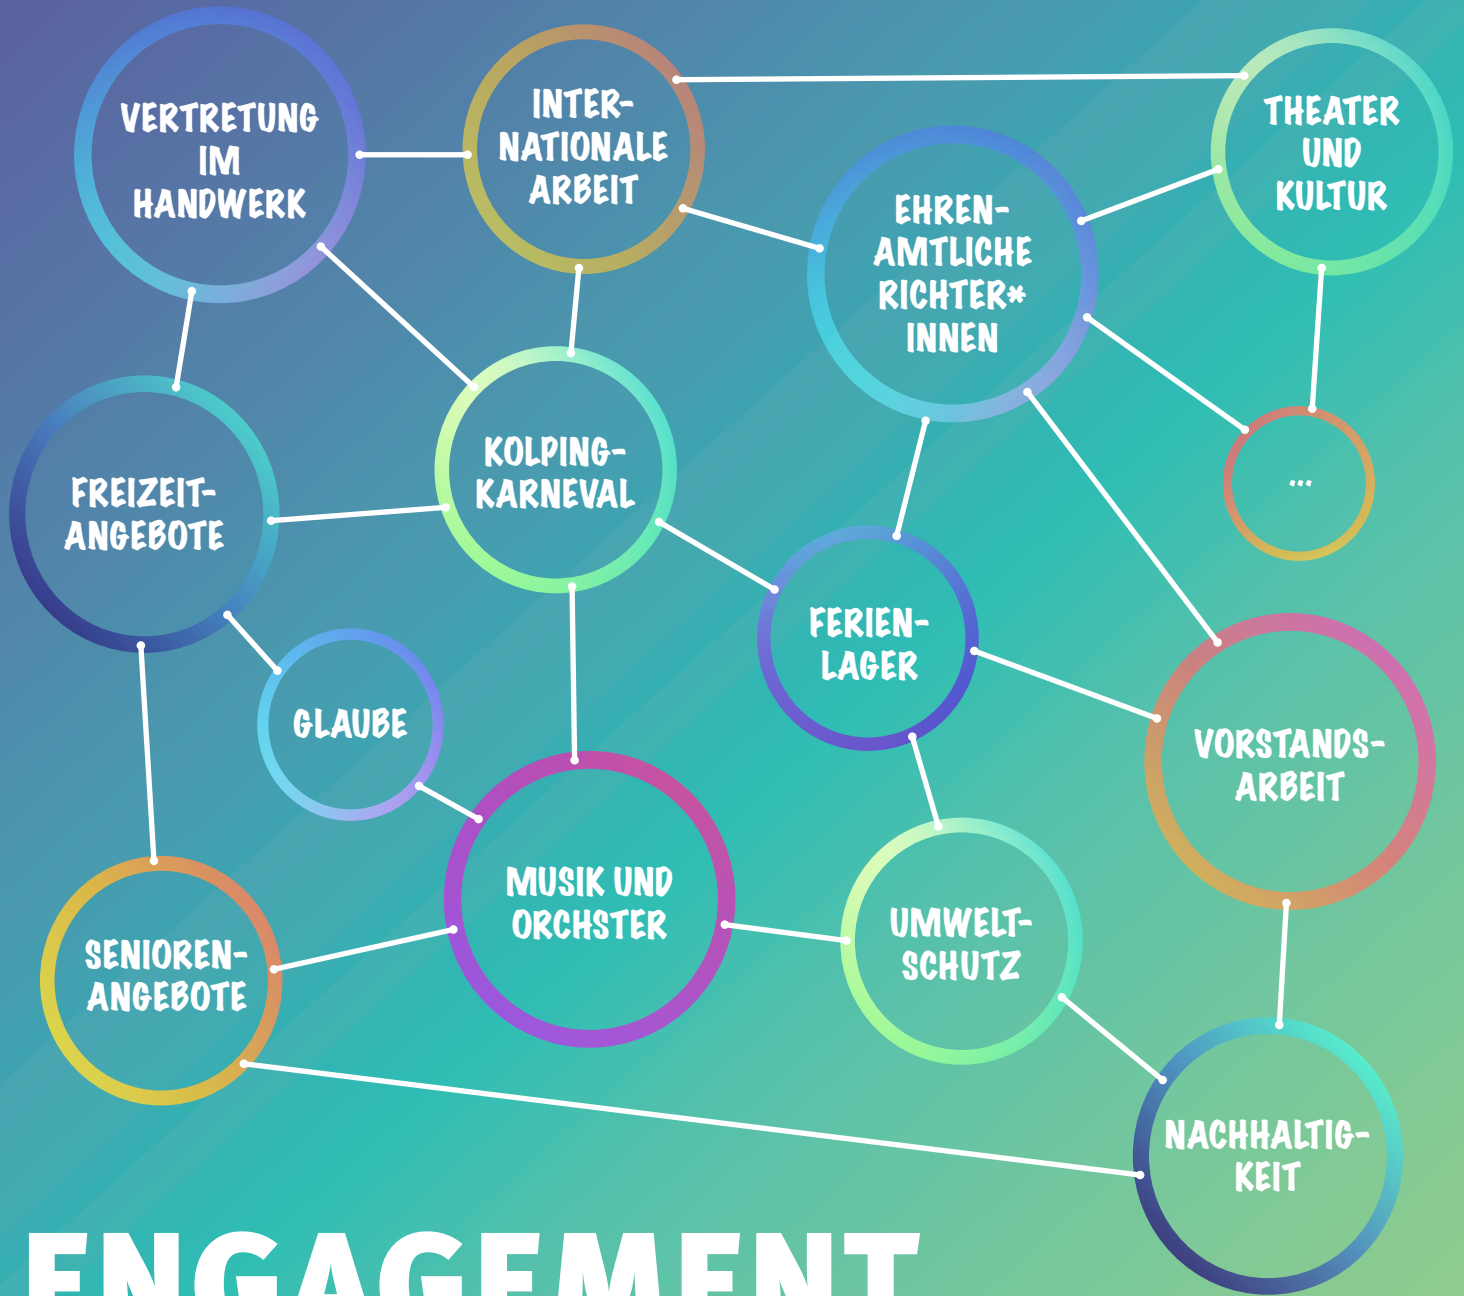 VERTRETUNG
IM
HANDWERK
INTER-
NATIONALE
ARBEIT
THEATER
UND
KULTUR
EHREN-
AMTLICHE
RICHTER*
INNEN
KOLPING-
KARNEVAL
FREIZEIT-
ANGEBOTE
...
FERIEN-
LAGER
GLAUBE
VORSTANDS-
ARBEIT
MUSIK UND
ORCHSTER
UMWELT-
SCHUTZ
SENIOREN-
ANGEBOTE
NACHHALTIG-
KEIT
ENGAGEMENT